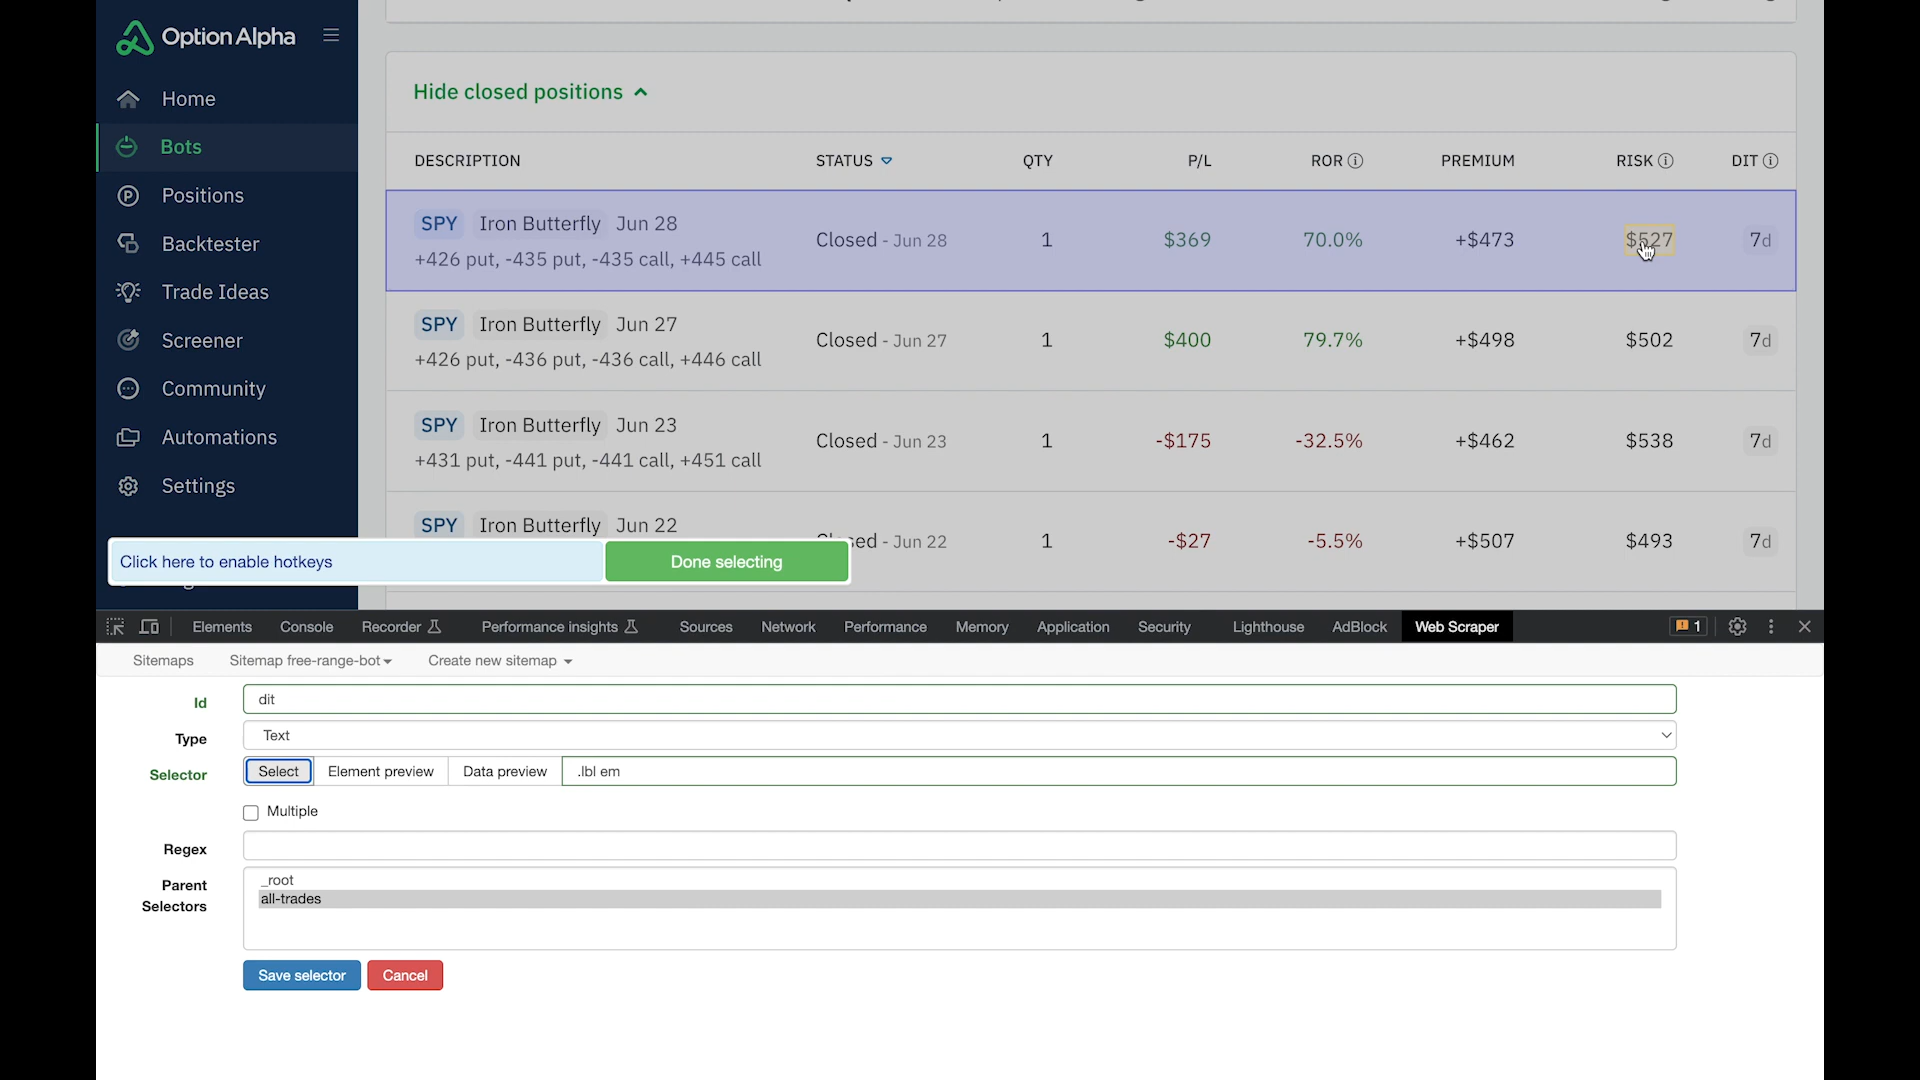 Option Alpha
Home
Bots
Positions
Backtester
Trade Ideas
Screener
Community
Automations
Settings
Hide closed positions
DESCRIPTION STATUS QTY P/L ROR PREMIUM RISK DIT
SPY Iron Butterfly Jun 28
+426 put, -435 put, -435 call, +445 call
Closed - Jun 28 1 $369 70.0% +$473 $527 7d
SPY Iron Butterfly Jun 27
+426 put, -436 put, -436 call, +446 call
Closed - Jun 27 1 $400 79.7% +$498 $502 7d
SPY Iron Butterfly Jun 23
+431 put, -441 put, -441 call, +451 call
Closed - Jun 23 1 -$175 -32.5% +$462 $538 7d
SPY Iron Butterfly Jun 22
Closed - Jun 22 1 -$27 -5.5% +$507 $493 7d
Click here to enable hotkeys Done selecting
Elements Console Recorder Performance insights Sources Network Performance Memory Application Security Lighthouse AdBlock Web Scraper 1
Sitemaps Sitemap free-range-bot Create new sitemap
Id dit
Type Text
Selector Select Element preview Data preview .lbl em
Multiple
Regex
Parent Selectors
_root
all-trades
Save selector Cancel